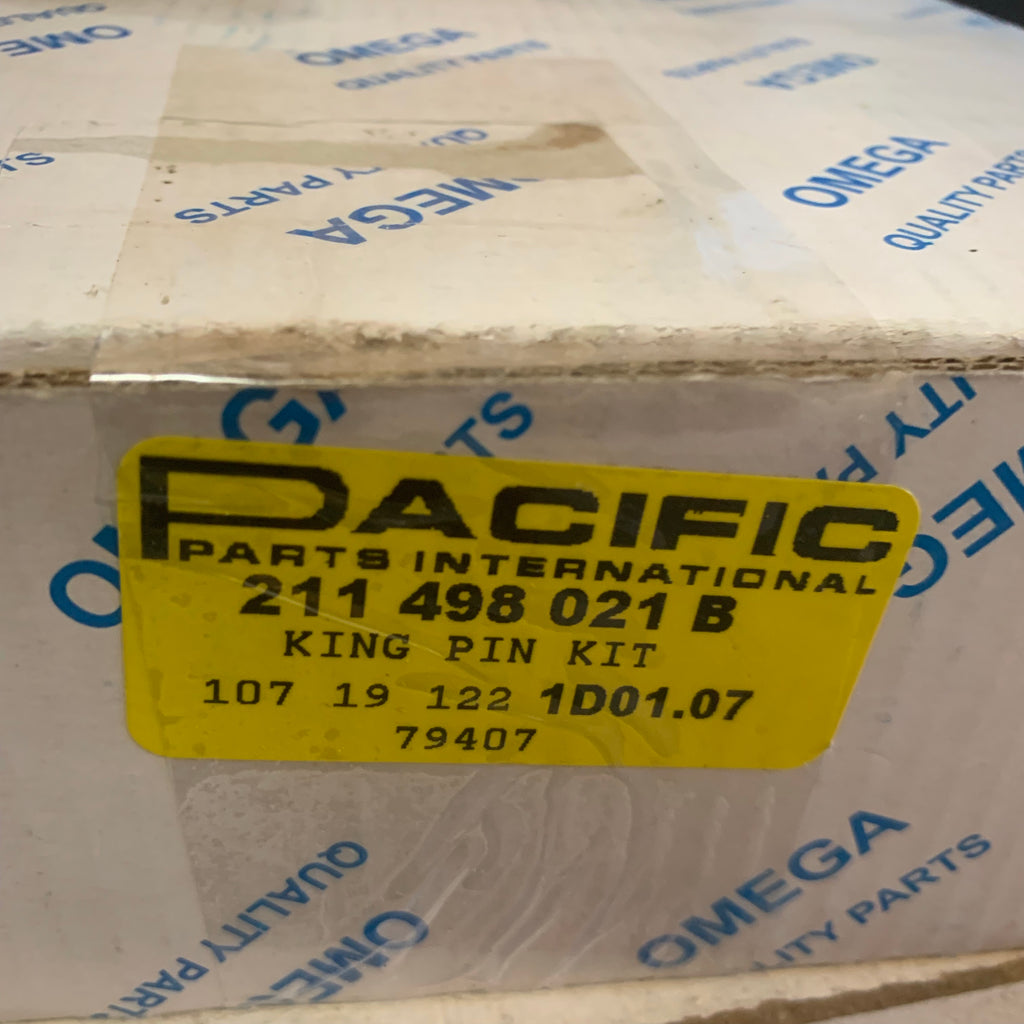 OMEGA
OMEGA
QUALITY PARTS
OMEGA
QUALITY PARTS
OMEGA
OMEGA
QUALITY PARTS
PACIFIC
PARTS INTERNATIONAL
211 498 021 B
KING PIN KIT
107 19 122 1D01.07
79407
OMEGA
QUALITY